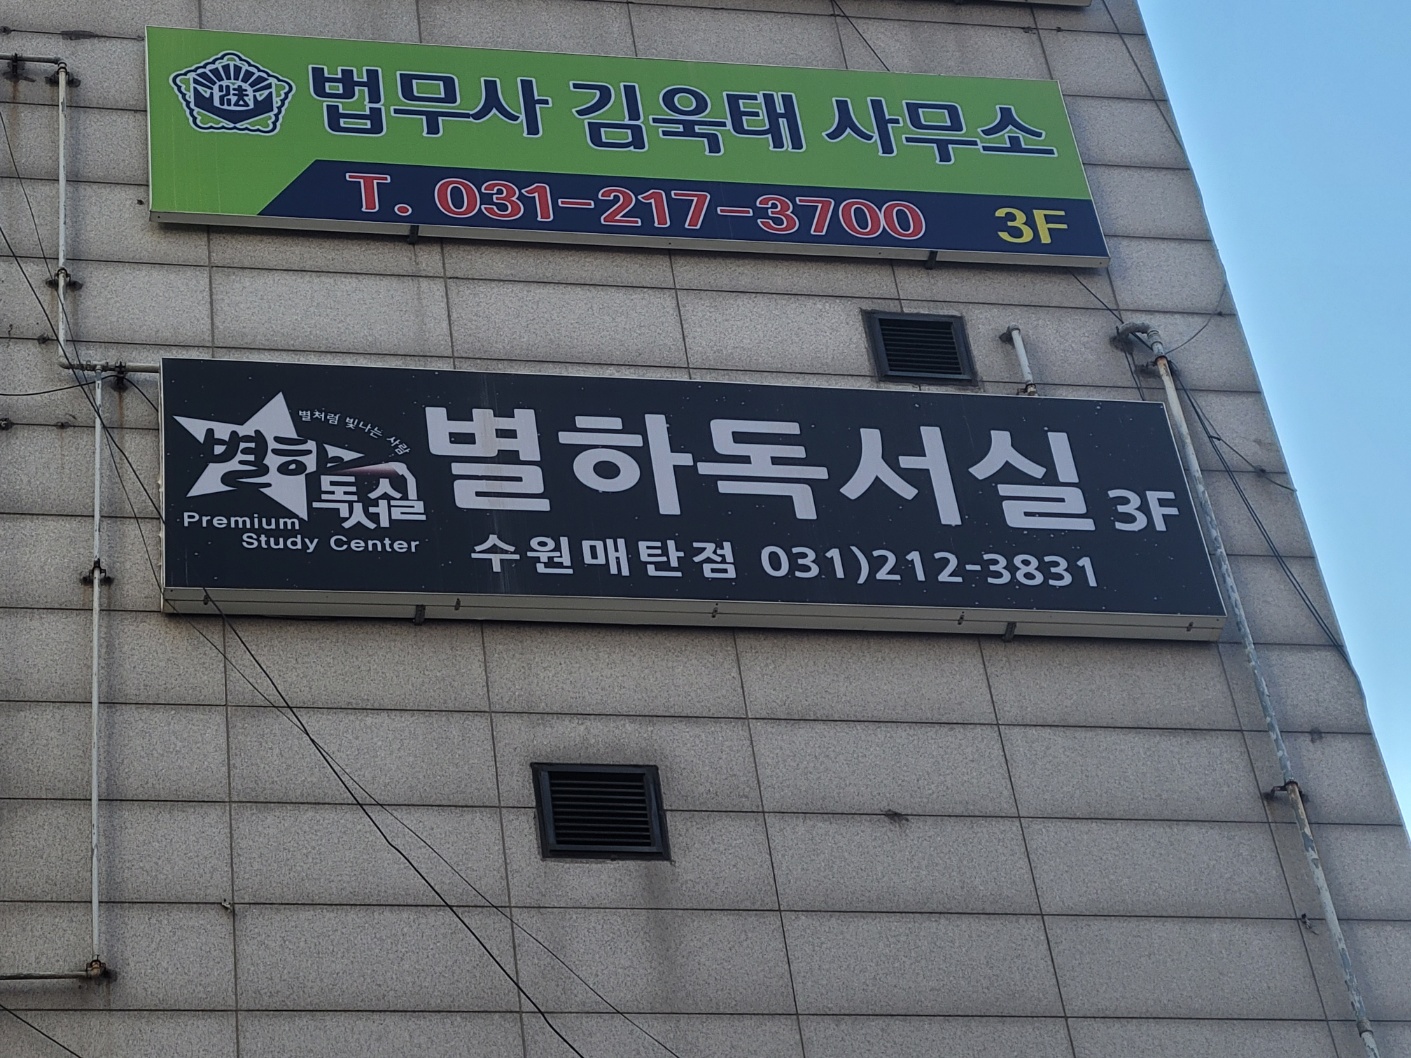 法
법무사 김욱태 사무소
T. 031-217-3700 3F
별처럼 빛나는 사람
별하
독서실
Premium
Study Center
별하독서실 3F
수원매탄점 031)212-3831